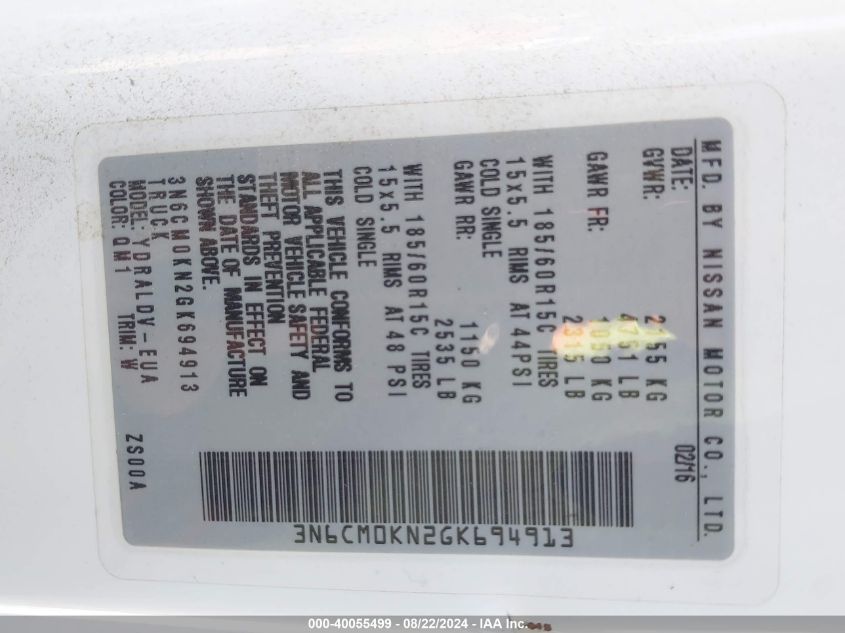 MFD. BY NISSAN MOTOR CO., LTD.
DATE: 02/16
GVWR: KG
LB
GAWR FR: KG
2315 LB
WITH 185/60R15C TIRES
15x5.5 RIMS AT 44PSI
COLD SINGLE
GAWR RR: 1150 KG
2535 LB
WITH 185/60R15C TIRES
15x5.5 RIMS AT 48 PSI
COLD SINGLE
THIS VEHICLE CONFORMS TO
ALL APPLICABLE FEDERAL
MOTOR VEHICLE SAFETY AND
THEFT PREVENTION
STANDARDS IN EFFECT ON
THE DATE OF MANUFACTURE
SHOWN ABOVE.
3N6CM0KN2GK694913
TRUCK
MODEL: YDRALDV-EUA
COLOR: QM1 TRIM: W
ZS00A
3N6CM0KN2GK694913
000-40055499 - 08/22/2024 - IAA Inc.